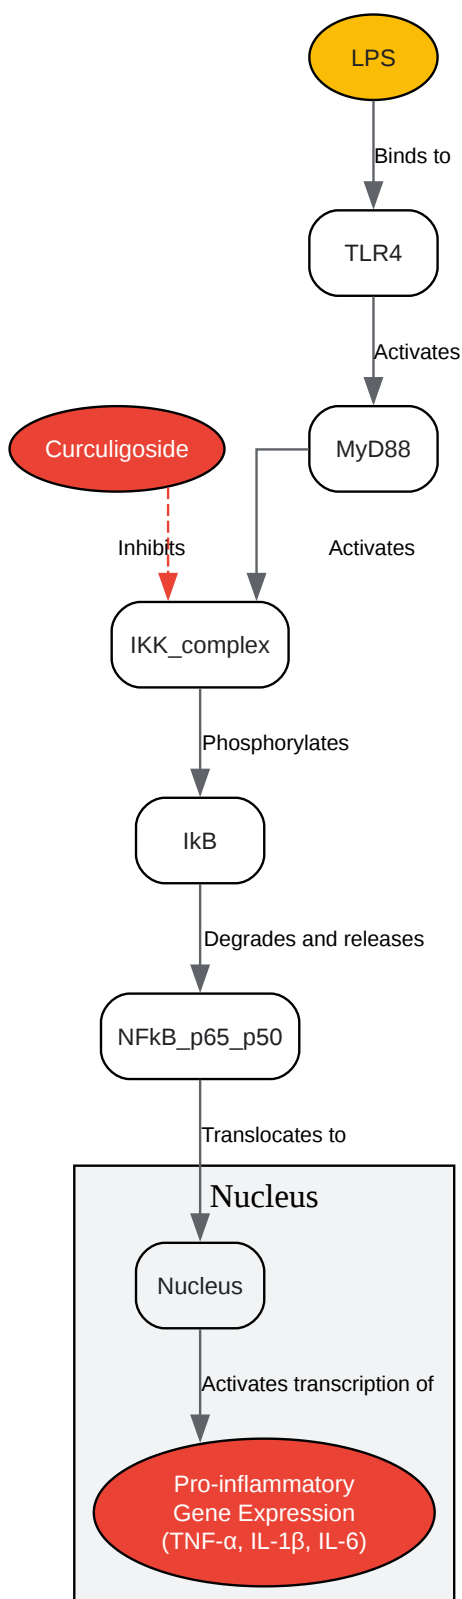 LPS
Binds to
TLR4
Activates
Curculigoside
MyD88
Inhibits
Activates
IKK_complex
Phosphorylates
IkB
Degrades and releases
NFkB_p65_p50
Translocates to
Nucleus
Nucleus
Activates transcription of
Pro-inflammatory
Gene Expression
(TNF-α, IL-1β, IL-6)